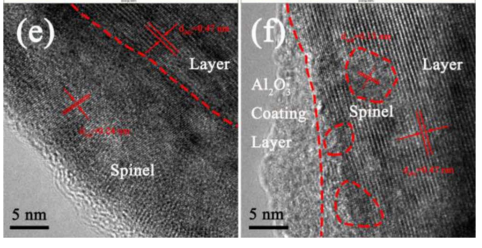 (e)
Layer
Spinel
5 nm
(f)
Al₂O₃
Layer
Coating
Spinel
Layer
5 nm